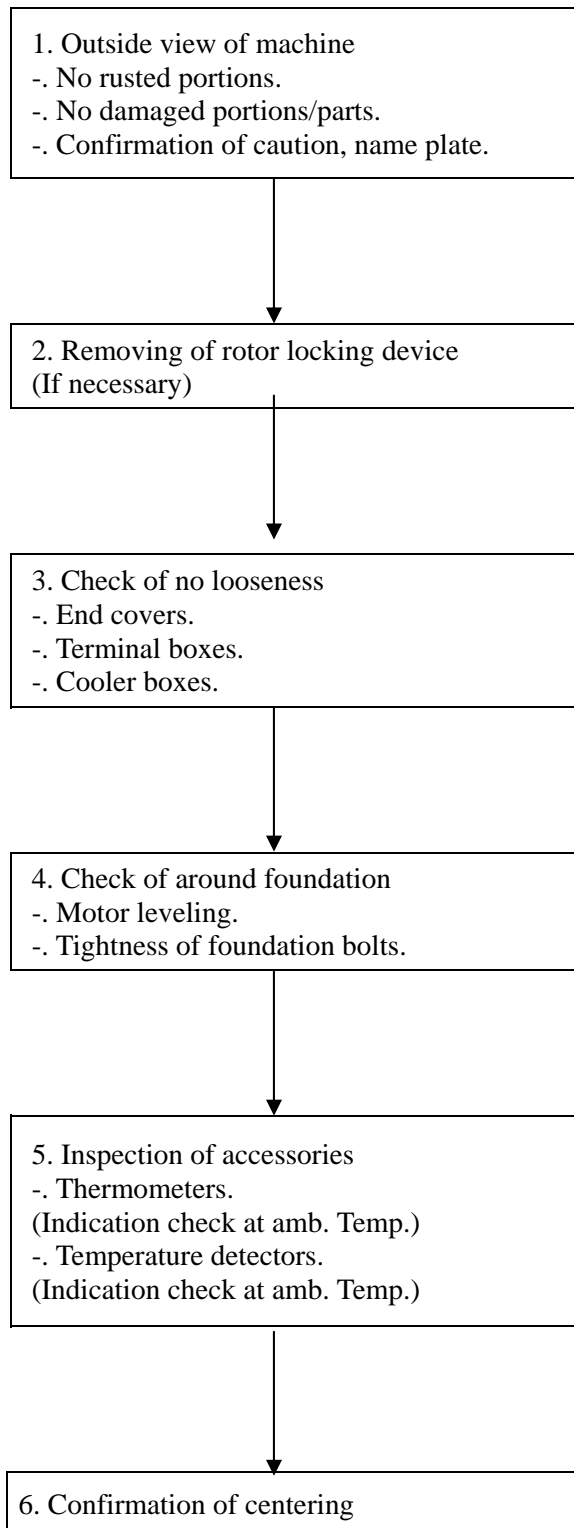 1. Outside view of machine
-. No rusted portions.
-. No damaged portions/parts.
-. Confirmation of caution, name plate.
2. Removing of rotor locking device
(If necessary)
3. Check of no looseness
-. End covers.
-. Terminal boxes.
-. Cooler boxes.
4. Check of around foundation
-. Motor leveling.
-. Tightness of foundation bolts.
5. Inspection of accessories
-. Thermometers.
(Indication check at amb. Temp.)
-. Temperature detectors.
(Indication check at amb. Temp.)
6. Confirmation of centering